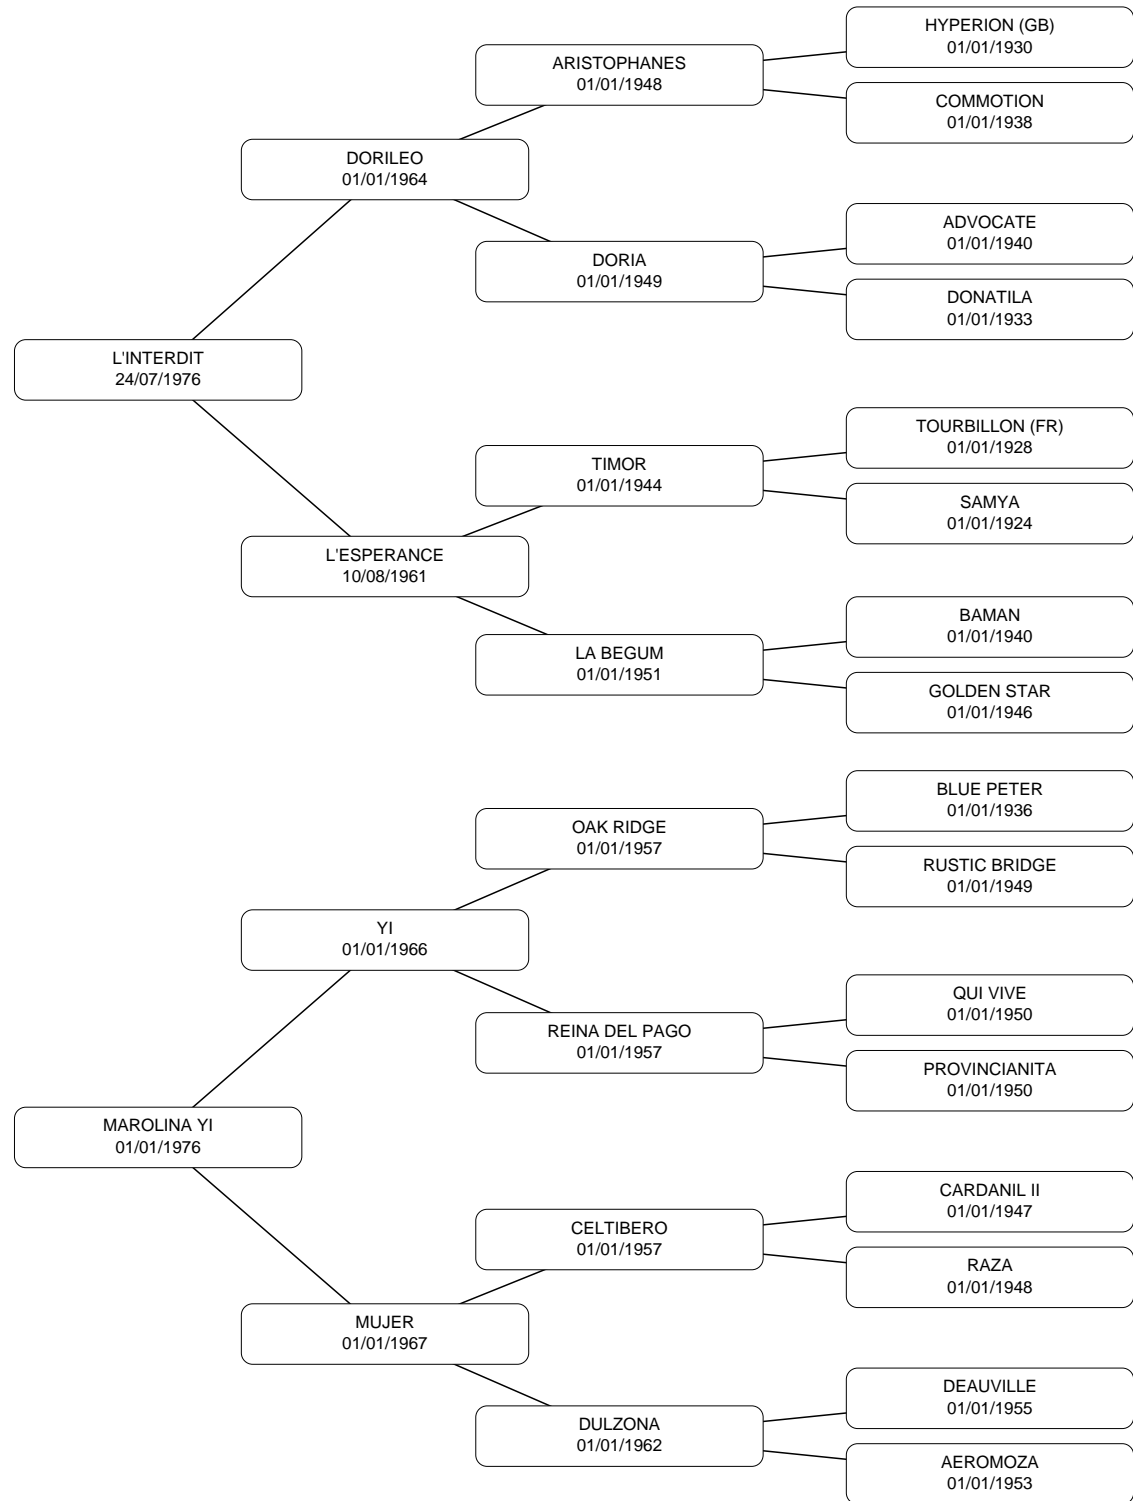 HYPERION (GB)
01/01/1930
ARISTOPHANES
01/01/1948
COMMOTION
01/01/1938
DORILEO
01/01/1964
ADVOCATE
01/01/1940
DORIA
01/01/1949
DONATILA
01/01/1933
L'INTERDIT
24/07/1976
TOURBILLON (FR)
01/01/1928
TIMOR
01/01/1944
SAMYA
01/01/1924
L'ESPERANCE
10/08/1961
BAMAN
01/01/1940
LA BEGUM
01/01/1951
GOLDEN STAR
01/01/1946
BLUE PETER
01/01/1936
OAK RIDGE
01/01/1957
RUSTIC BRIDGE
01/01/1949
YI
01/01/1966
QUI VIVE
01/01/1950
REINA DEL PAGO
01/01/1957
PROVINCIANITA
01/01/1950
MAROLINA YI
01/01/1976
CARDANIL II
01/01/1947
CELTIBERO
01/01/1957
RAZA
01/01/1948
MUJER
01/01/1967
DEAUVILLE
01/01/1955
DULZONA
01/01/1962
AEROMOZA
01/01/1953